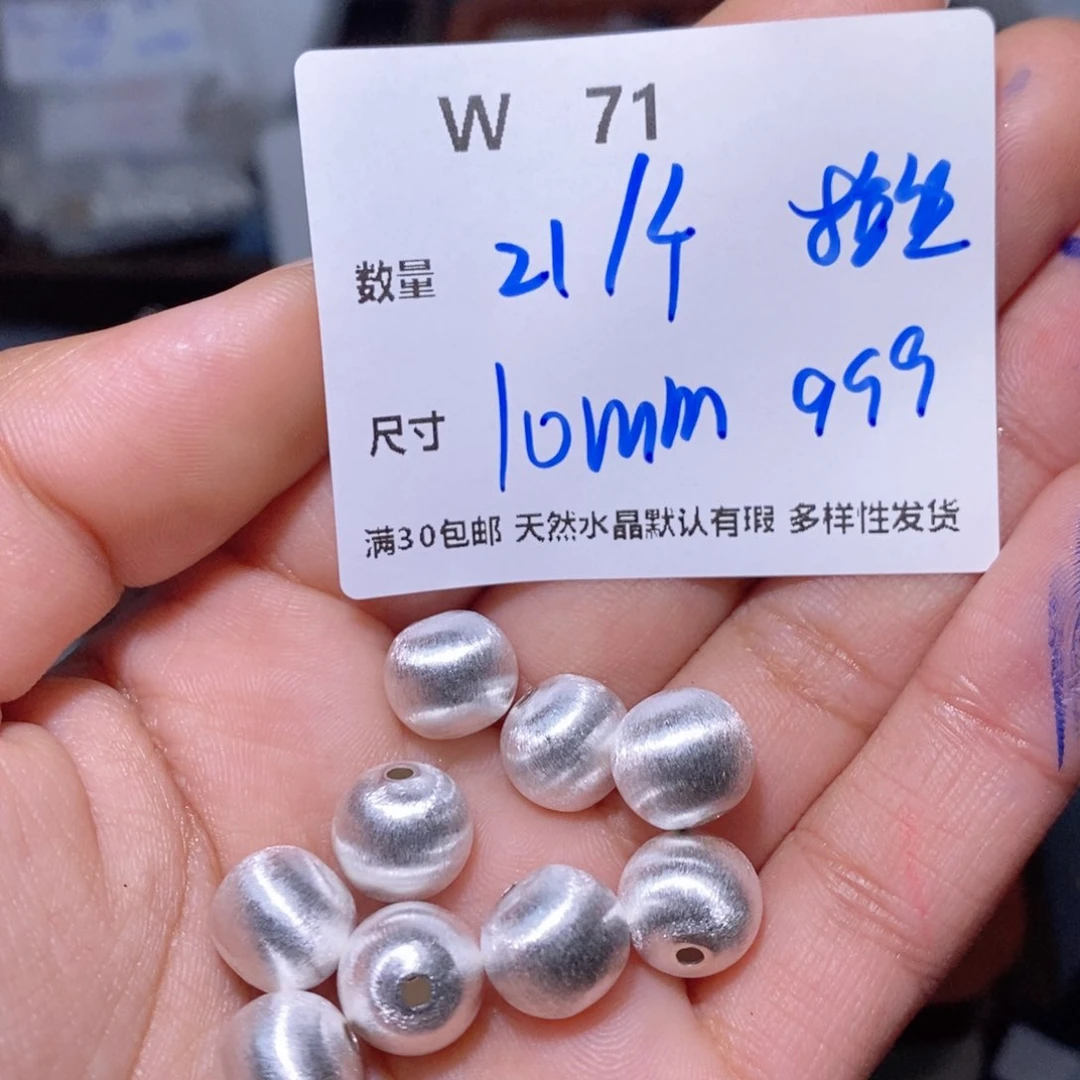 W 71
数量 21/个 拉丝
尺寸 10mm 999
满30包邮 天然水晶默认有瑕 多样性发货